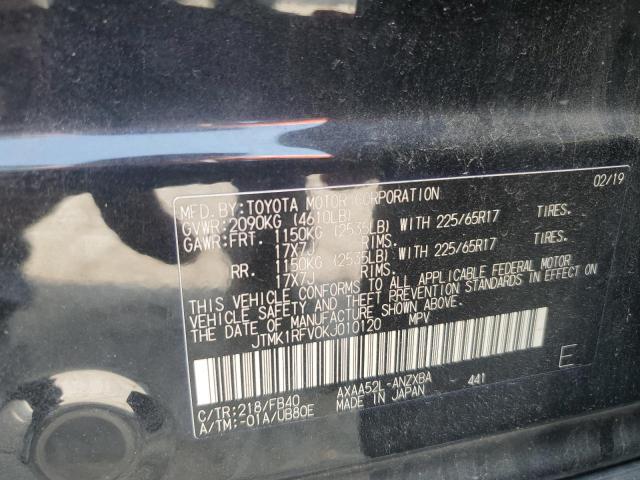 MFD. BY: TOYOTA MOTOR CORPORATION 02/19
GVWR: 2090KG (4610LB)
GAWR: FRT. 1150KG (2535LB) WITH 225/65R17 TIRES.
17X7J RIMS.
RR. 1150KG (2535LB) WITH 225/65R17 TIRES.
17X7J RIMS.
THIS VEHICLE CONFORMS TO ALL APPLICABLE FEDERAL MOTOR
VEHICLE SAFETY AND THEFT PREVENTION STANDARDS IN EFFECT ON
THE DATE OF MANUFACTURE SHOWN ABOVE.
JTMK1RFV0KJ010120 MPV
E
AXAA52L-ANZXBA 441
C/TR: 218/FB40 MADE IN JAPAN
A/TM: -01A/UB80E